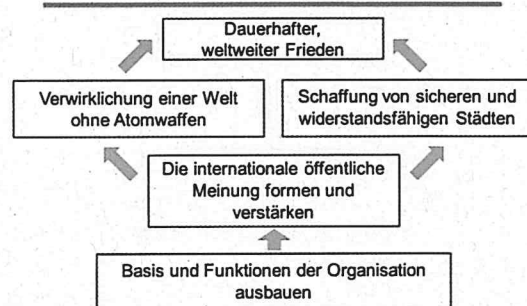 Dauerhafter,
weltweiter Frieden
Verwirklichung einer Welt
ohne Atomwaffen
Schaffung von sicheren und
widerstandsfähigen Städten
Die internationale öffentliche
Meinung formen und
verstärken
Basis und Funktionen der Organisation
ausbauen